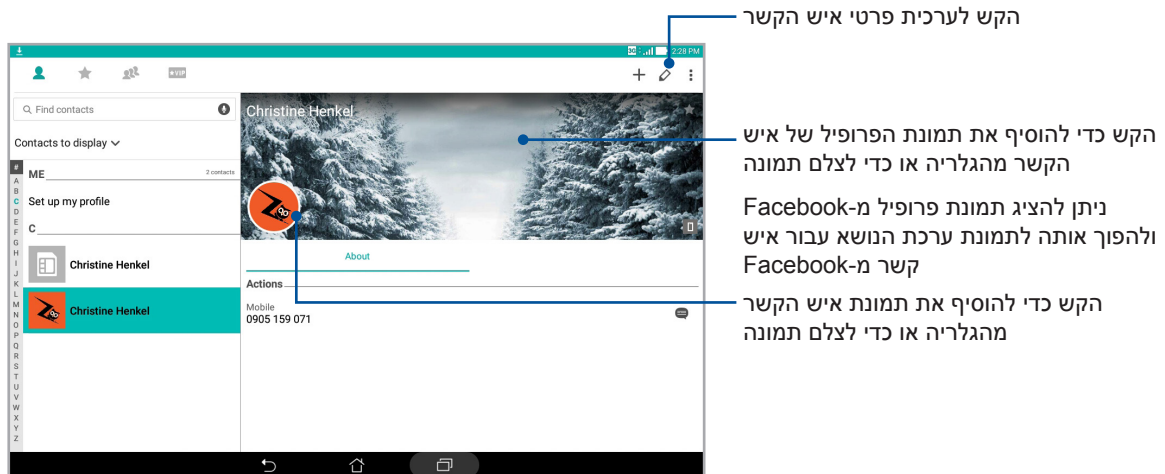 הקש לערכית פרטי איש הקשר
3G 2:28 PM
VIP
Find contacts
Christine Henkel
Contacts to display
הקש כדי להוסיף את תמונת הפרופיל של איש
הקשר מהגלריה או כדי לצלם תמונה
#
A
B
C
D
E
F
G
H
I
J
K
L
M
N
O
P
Q
R
S
T
U
V
W
X
Y
Z
ME 2 contacts
Set up my profile
C
Christine Henkel
Christine Henkel
ניתן להציג תמונת פרופיל מ-Facebook
ולהפוך אותה לתמונת ערכת הנושא עבור איש
קשר מ-Facebook
About
Actions
Mobile
0905 159 071
הקש כדי להוסיף את תמונת איש הקשר
מהגלריה או כדי לצלם תמונה